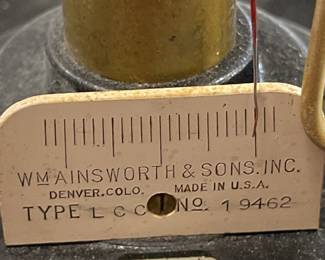 WM AINSWORTH & SONS. INC.
DENVER. COLO. MADE IN U.S.A.
TYPE L C C NO. 19462